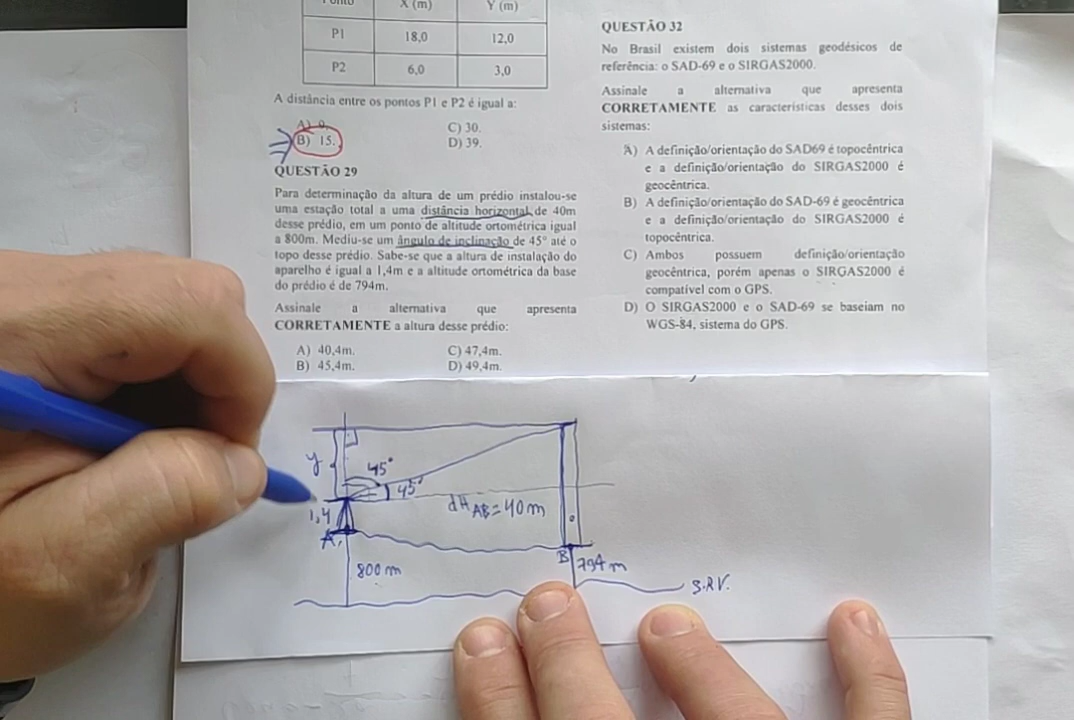 Ponto X (m) Y (m)
P1 18,0 12,0
P2 6,0 3,0
A distância entre os pontos P1 e P2 é igual a:
A) 9. C) 30.
B) 15. D) 39.
QUESTÃO 29
Para determinação da altura de um prédio instalou-se
uma estação total a uma distância horizontal de 40m
desse prédio, em um ponto de altitude ortométrica igual
a 800m. Mediu-se um ângulo de inclinação de 45° até o
topo desse prédio. Sabe-se que a altura de instalação do
aparelho é igual a 1,4m e a altitude ortométrica da base
do prédio é de 794m.
Assinale a alternativa que apresenta
CORRETAMENTE a altura desse prédio:
A) 40,4m. C) 47,4m.
B) 45,4m. D) 49,4m.
QUESTÃO 32
No Brasil existem dois sistemas geodésicos de
referência: o SAD-69 e o SIRGAS2000.
Assinale a alternativa que apresenta
CORRETAMENTE as características desses dois
sistemas:
A) A definição/orientação do SAD69 é topocêntrica
e a definição/orientação do SIRGAS2000 é
geocêntrica.
B) A definição/orientação do SAD-69 é geocêntrica
e a definição/orientação do SIRGAS2000 é
topocêntrica.
C) Ambos possuem definição/orientação
geocêntrica, porém apenas o SIRGAS2000 é
compatível com o GPS.
D) O SIRGAS2000 e o SAD-69 se baseiam no
WGS-84, sistema do GPS.
y 45°
45°
1,4 dH AB = 40 m
A
800 m B 794 m
S.R.V.